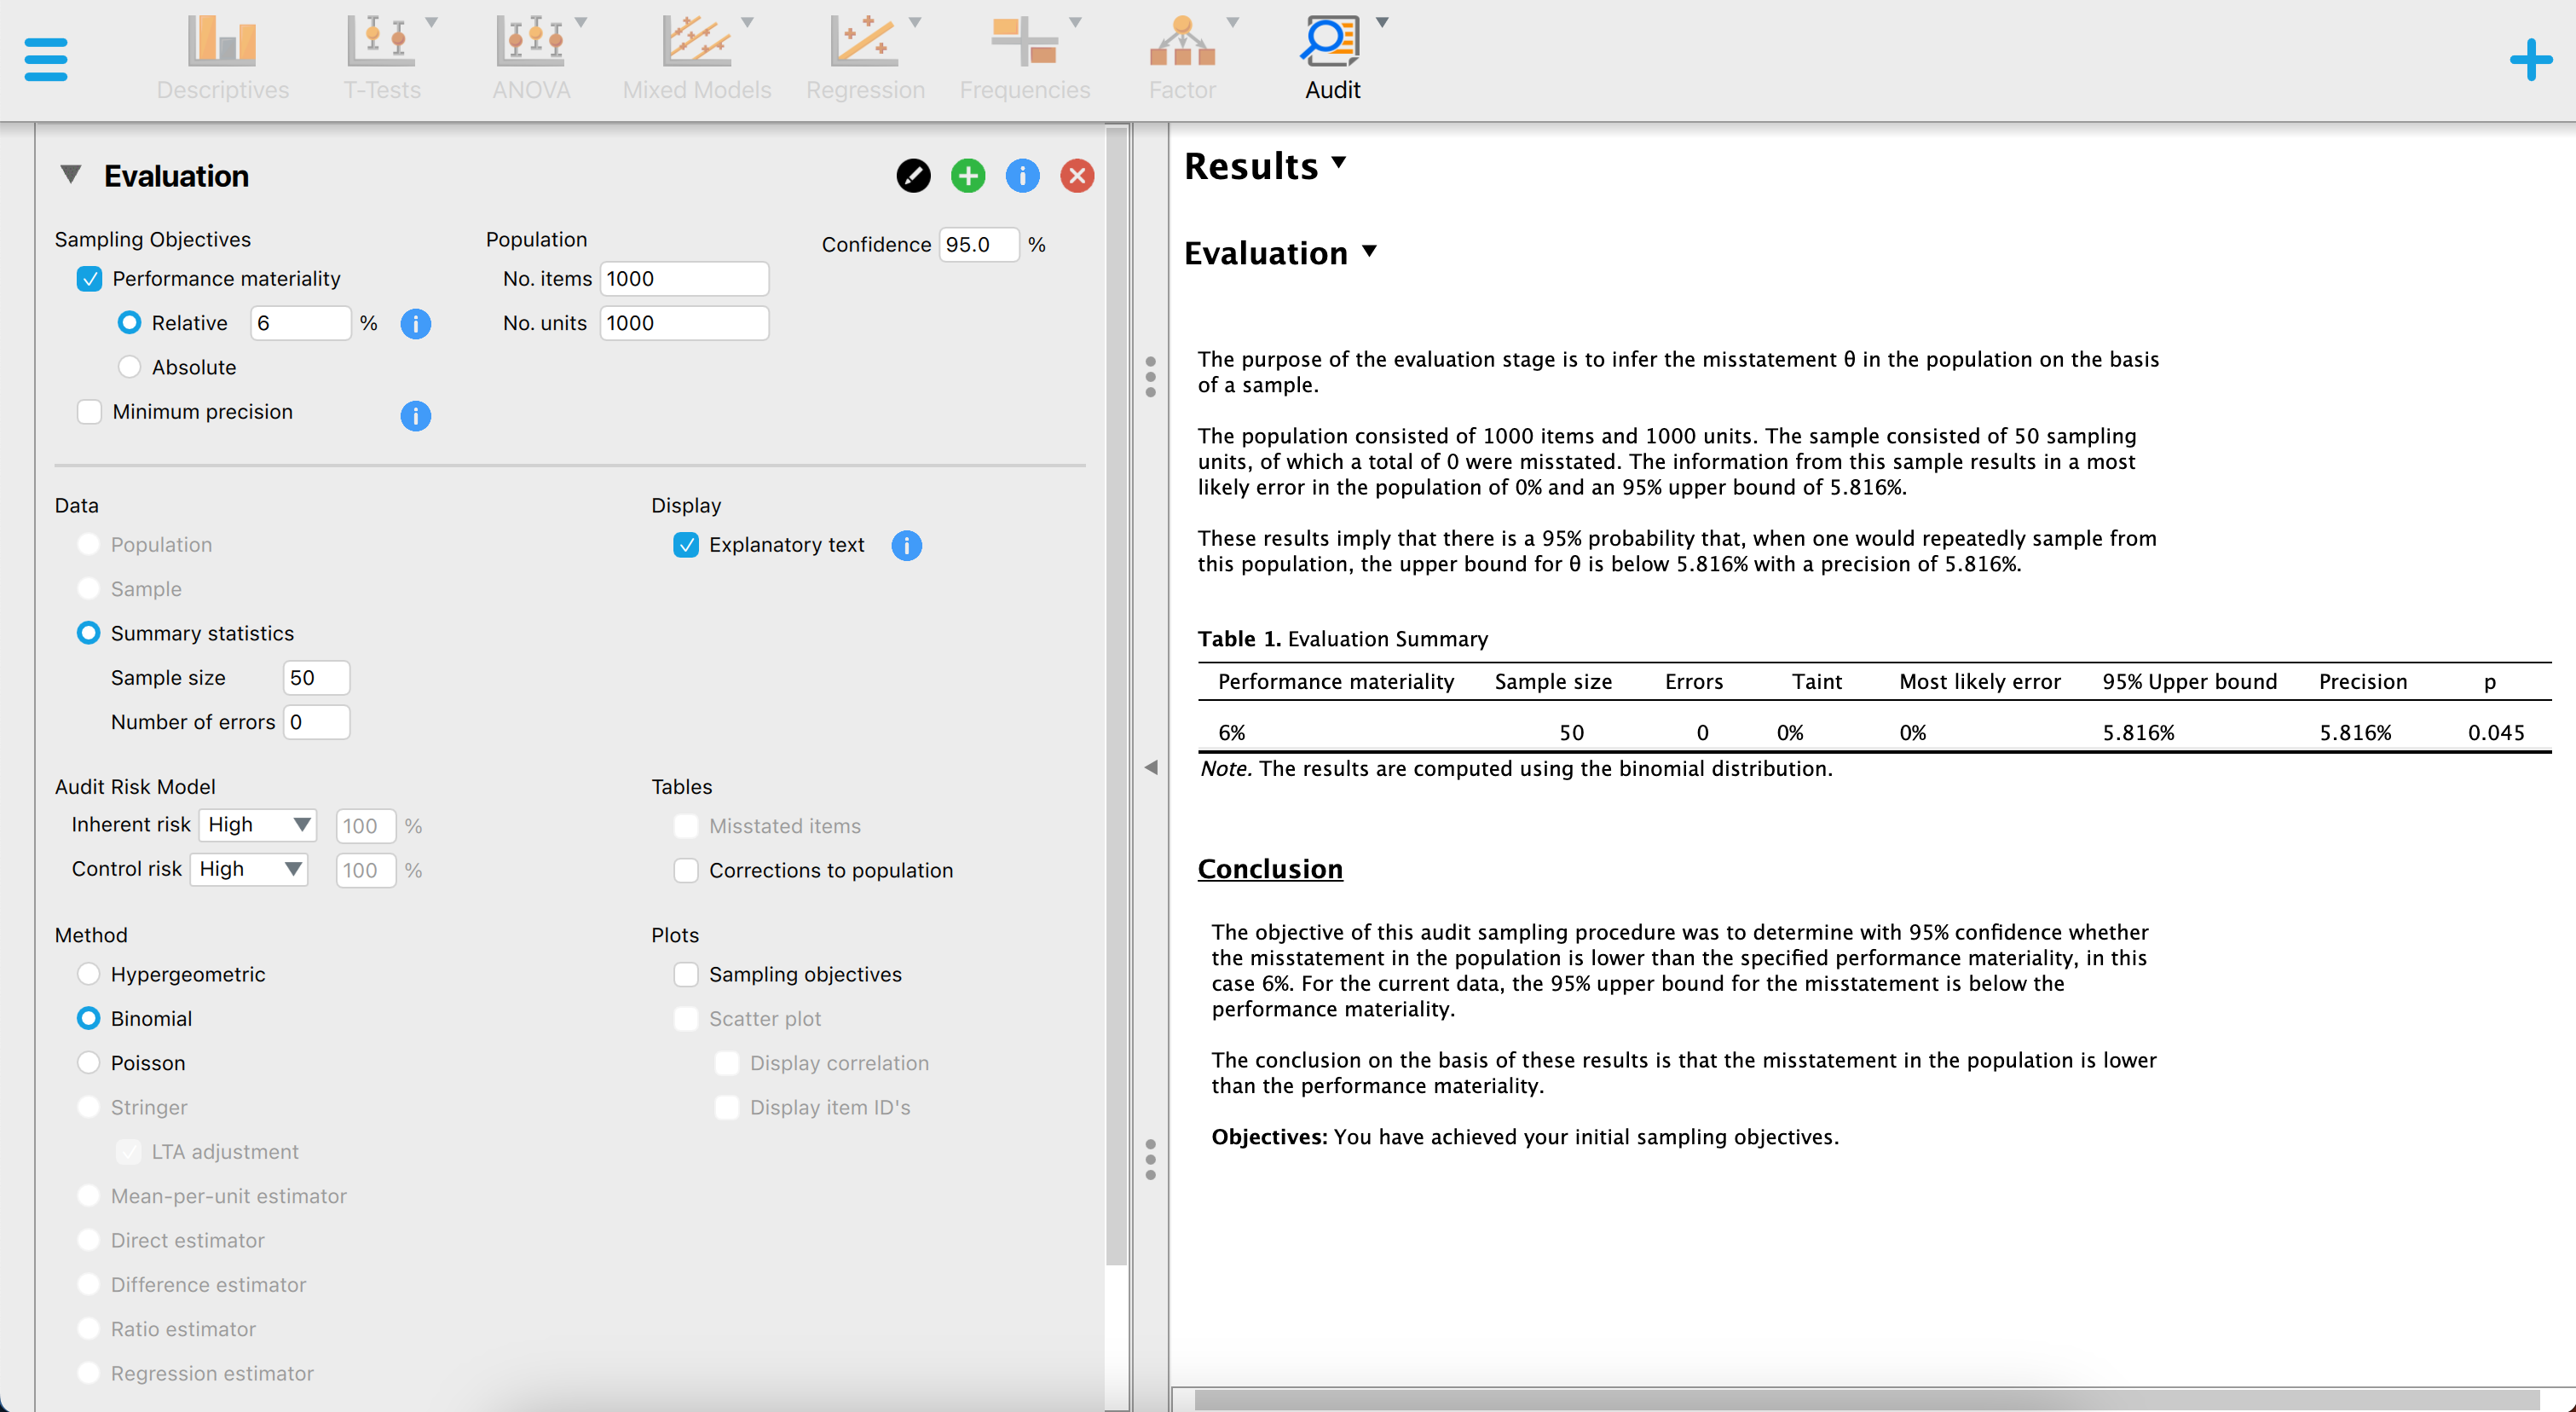 Descriptives
T-Tests
ANOVA
Mixed Models
Regression
Frequencies
Factor
Audit
Evaluation
Sampling Objectives
Performance materiality
Relative 6 %
Absolute
Minimum precision
Population
No. items 1000
No. units 1000
Confidence 95.0 %
Data
Population
Sample
Summary statistics
Sample size 50
Number of errors 0
Display
Explanatory text
Audit Risk Model
Inherent risk High 100 %
Control risk High 100 %
Tables
Misstated items
Corrections to population
Method
Hypergeometric
Binomial
Poisson
Stringer
LTA adjustment
Mean-per-unit estimator
Direct estimator
Difference estimator
Ratio estimator
Regression estimator
Plots
Sampling objectives
Scatter plot
Display correlation
Display item ID's
Results
Evaluation
The purpose of the evaluation stage is to infer the misstatement θ in the population on the basis
of a sample.
The population consisted of 1000 items and 1000 units. The sample consisted of 50 sampling
units, of which a total of 0 were misstated. The information from this sample results in a most
likely error in the population of 0% and an 95% upper bound of 5.816%.
These results imply that there is a 95% probability that, when one would repeatedly sample from
this population, the upper bound for θ is below 5.816% with a precision of 5.816%.
Table 1. Evaluation Summary
Performance materiality Sample size Errors Taint Most likely error 95% Upper bound Precision p
6% 50 0 0% 0% 5.816% 5.816% 0.045
Note. The results are computed using the binomial distribution.
Conclusion
The objective of this audit sampling procedure was to determine with 95% confidence whether
the misstatement in the population is lower than the specified performance materiality, in this
case 6%. For the current data, the 95% upper bound for the misstatement is below the
performance materiality.
The conclusion on the basis of these results is that the misstatement in the population is lower
than the performance materiality.
Objectives: You have achieved your initial sampling objectives.